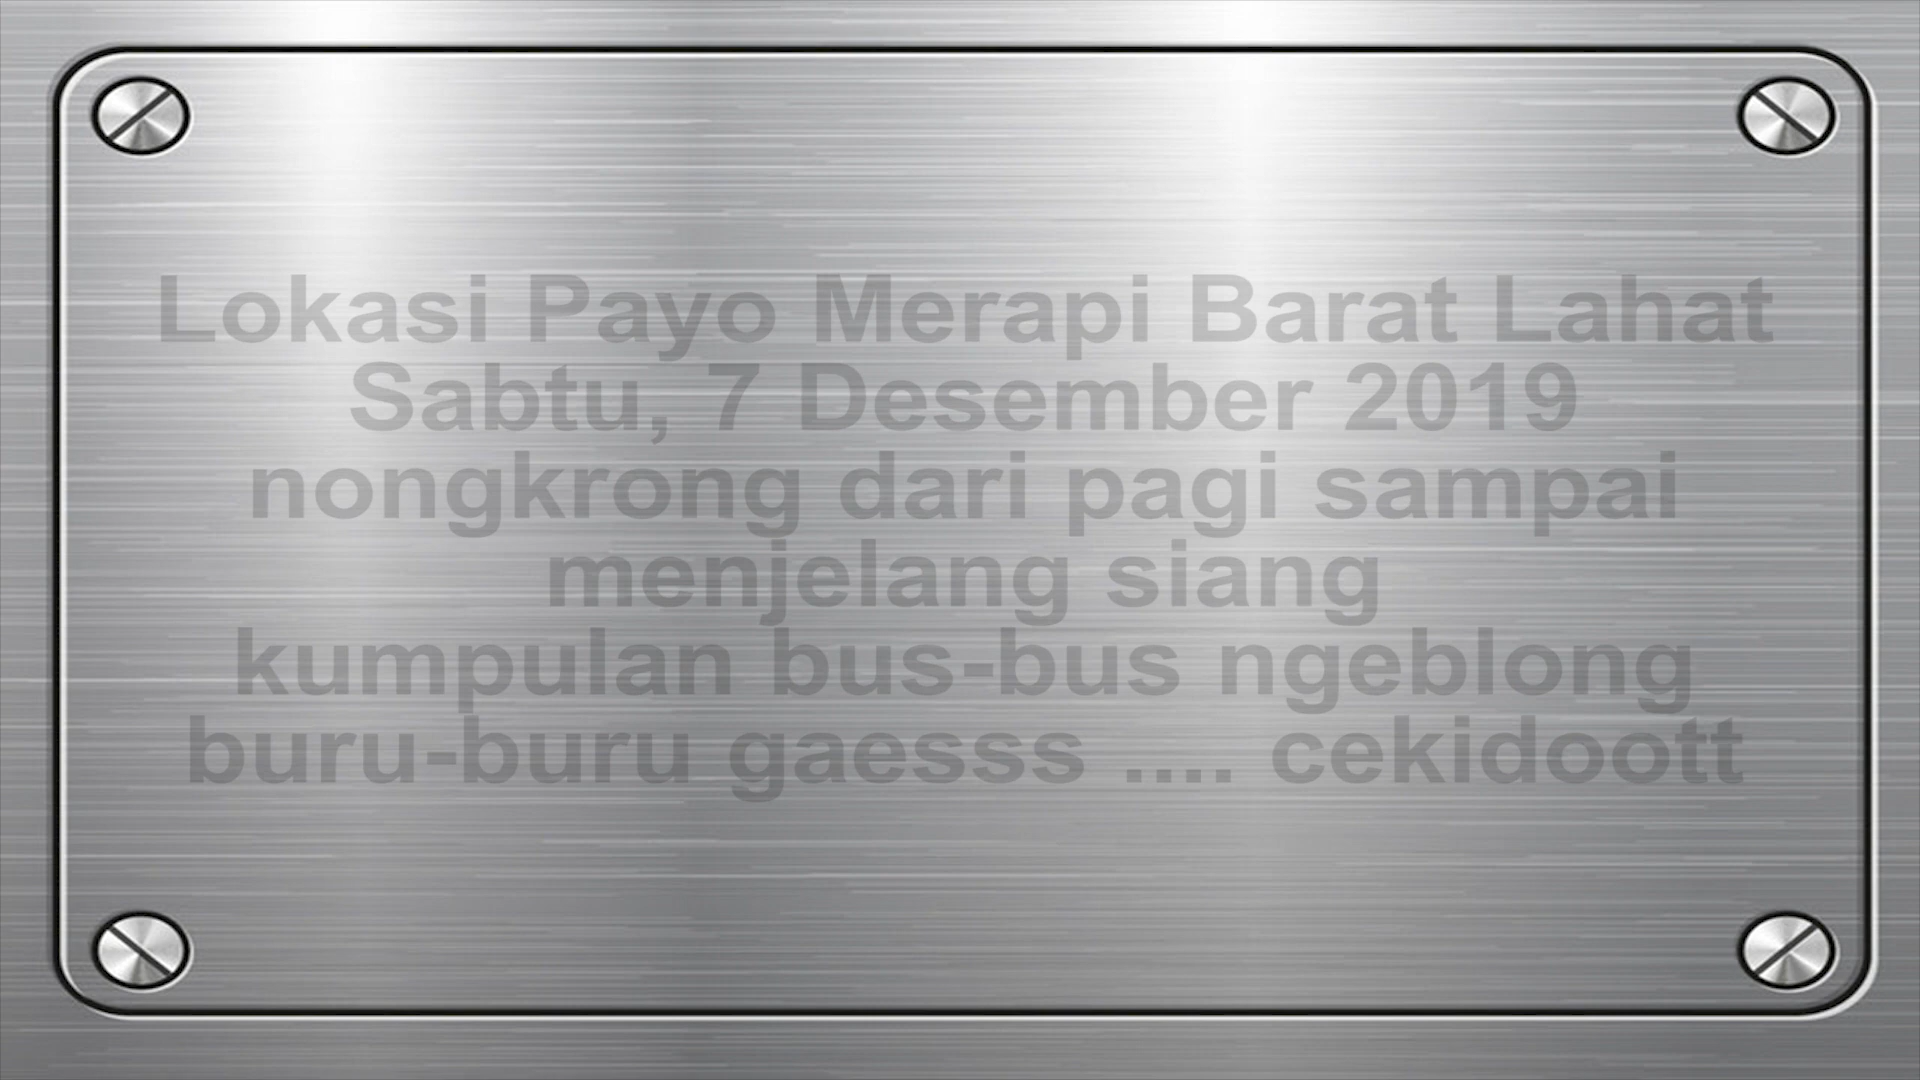 Lokasi Payo Merapi Barat Lahat
Sabtu, 7 Desember 2019
nongkrong dari pagi sampai
menjelang siang
kumpulan bus-bus ngeblong
buru-buru gaesss .... cekidoott